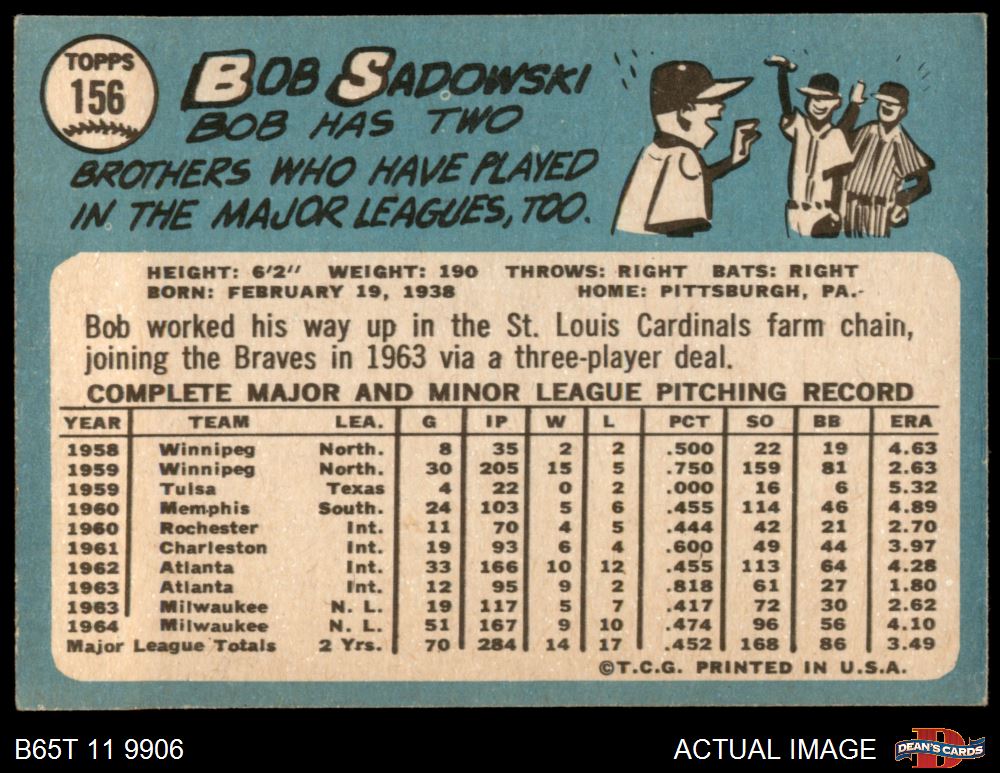 TOPPS
156
BOB SADOWSKI
BOB HAS TWO
BROTHERS WHO HAVE PLAYED
IN THE MAJOR LEAGUES, TOO.
HEIGHT: 6'2" WEIGHT: 190 THROWS: RIGHT BATS: RIGHT
BORN: FEBRUARY 19, 1938 HOME: PITTSBURGH, PA.
Bob worked his way up in the St. Louis Cardinals farm chain,
joining the Braves in 1963 via a three-player deal.
COMPLETE MAJOR AND MINOR LEAGUE PITCHING RECORD
YEAR TEAM LEA. G IP W L PCT SO BB ERA
1958 Winnipeg North. 8 35 2 2 .500 22 19 4.63
1959 Winnipeg North. 30 205 15 5 .750 159 81 2.63
1959 Tulsa Texas 4 22 0 2 .000 16 6 5.32
1960 Memphis South. 24 103 5 6 .455 114 46 4.89
1960 Rochester Int. 11 70 4 5 .444 42 21 2.70
1961 Charleston Int. 19 93 6 4 .600 49 44 3.97
1962 Atlanta Int. 33 166 10 12 .455 113 64 4.28
1963 Atlanta Int. 12 95 9 2 .818 61 27 1.80
1963 Milwaukee N. L. 19 117 5 7 .417 72 30 2.62
1964 Milwaukee N. L. 51 167 9 10 .474 96 56 4.10
Major League Totals 2 Yrs. 70 284 14 17 .452 168 86 3.49
©T.C.G. PRINTED IN U.S.A.
B65T 11 9906 ACTUAL IMAGE DEAN'S CARDS